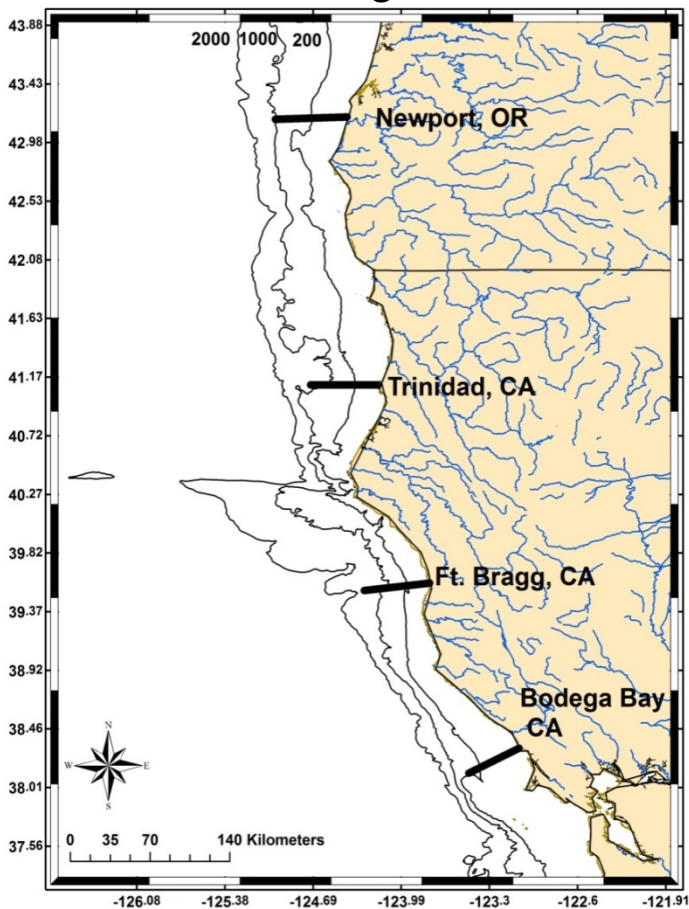 43.88
2000 1000 200
43.43
Newport, OR
42.98
42.53
42.08
41.63
41.17
Trinidad, CA
40.72
40.27
39.82
Ft. Bragg, CA
39.37
38.92
Bodega Bay
CA
38.46
N
W E
S
38.01
0 35 70 140 Kilometers
37.56
-126.08 -125.38 -124.69 -123.99 -123.3 -122.6 -121.91